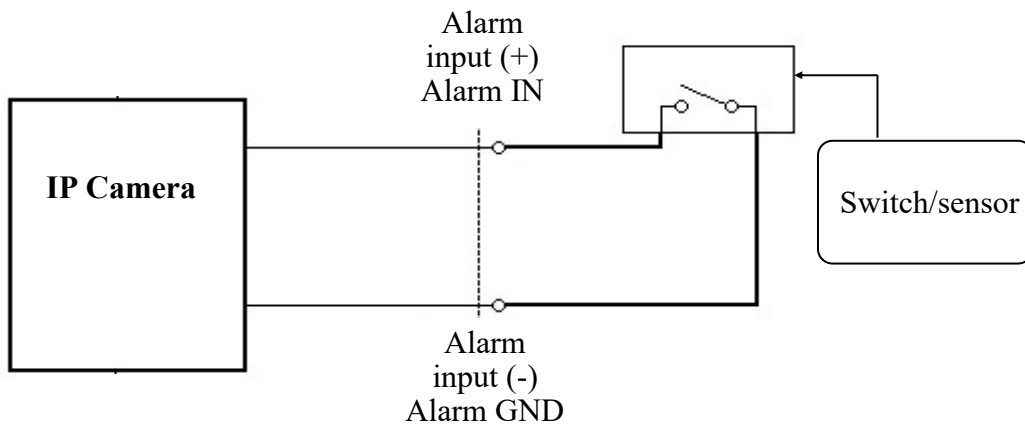 Alarm
input (+)
Alarm IN
IP Camera
Switch/sensor
Alarm
input (-)
Alarm GND